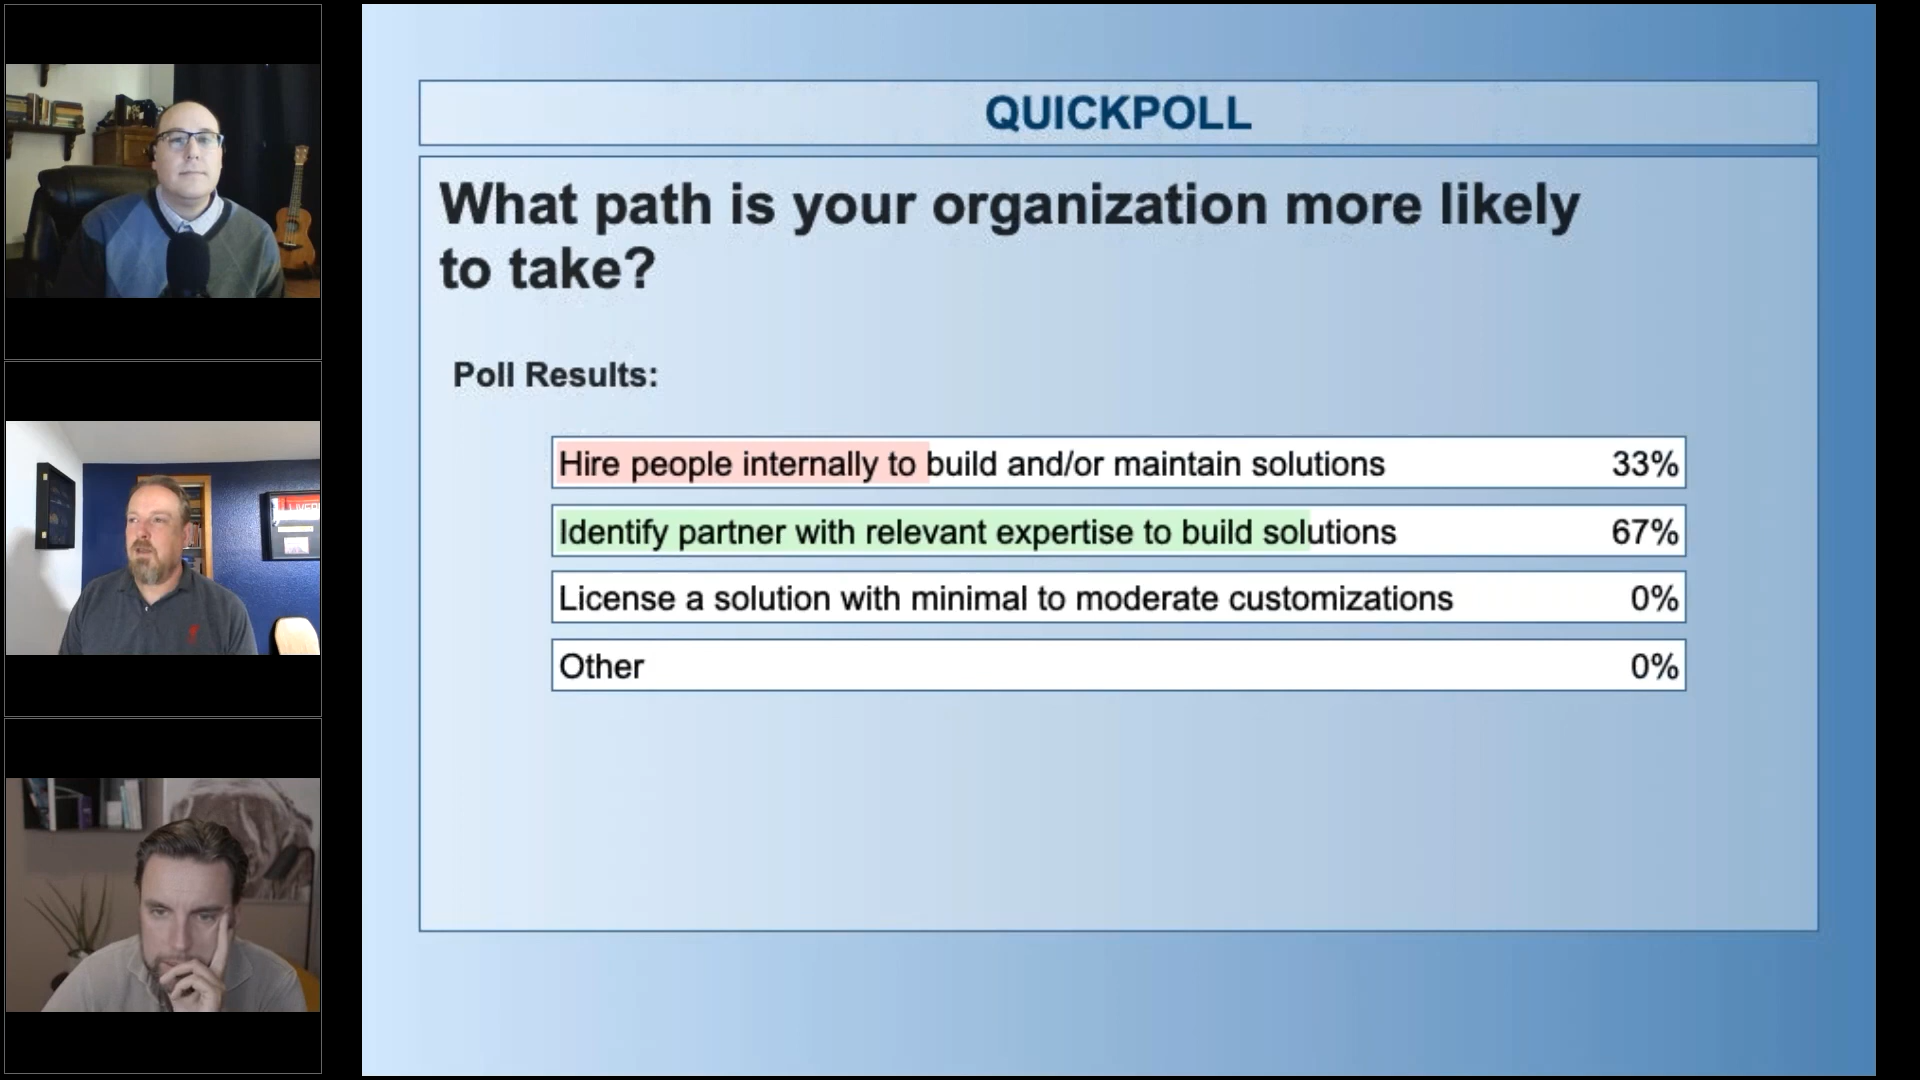 QUICKPOLL
What path is your organization more likely
to take?
Poll Results:
Hire people internally to build and/or maintain solutions 33%
Identify partner with relevant expertise to build solutions 67%
License a solution with minimal to moderate customizations 0%
Other 0%